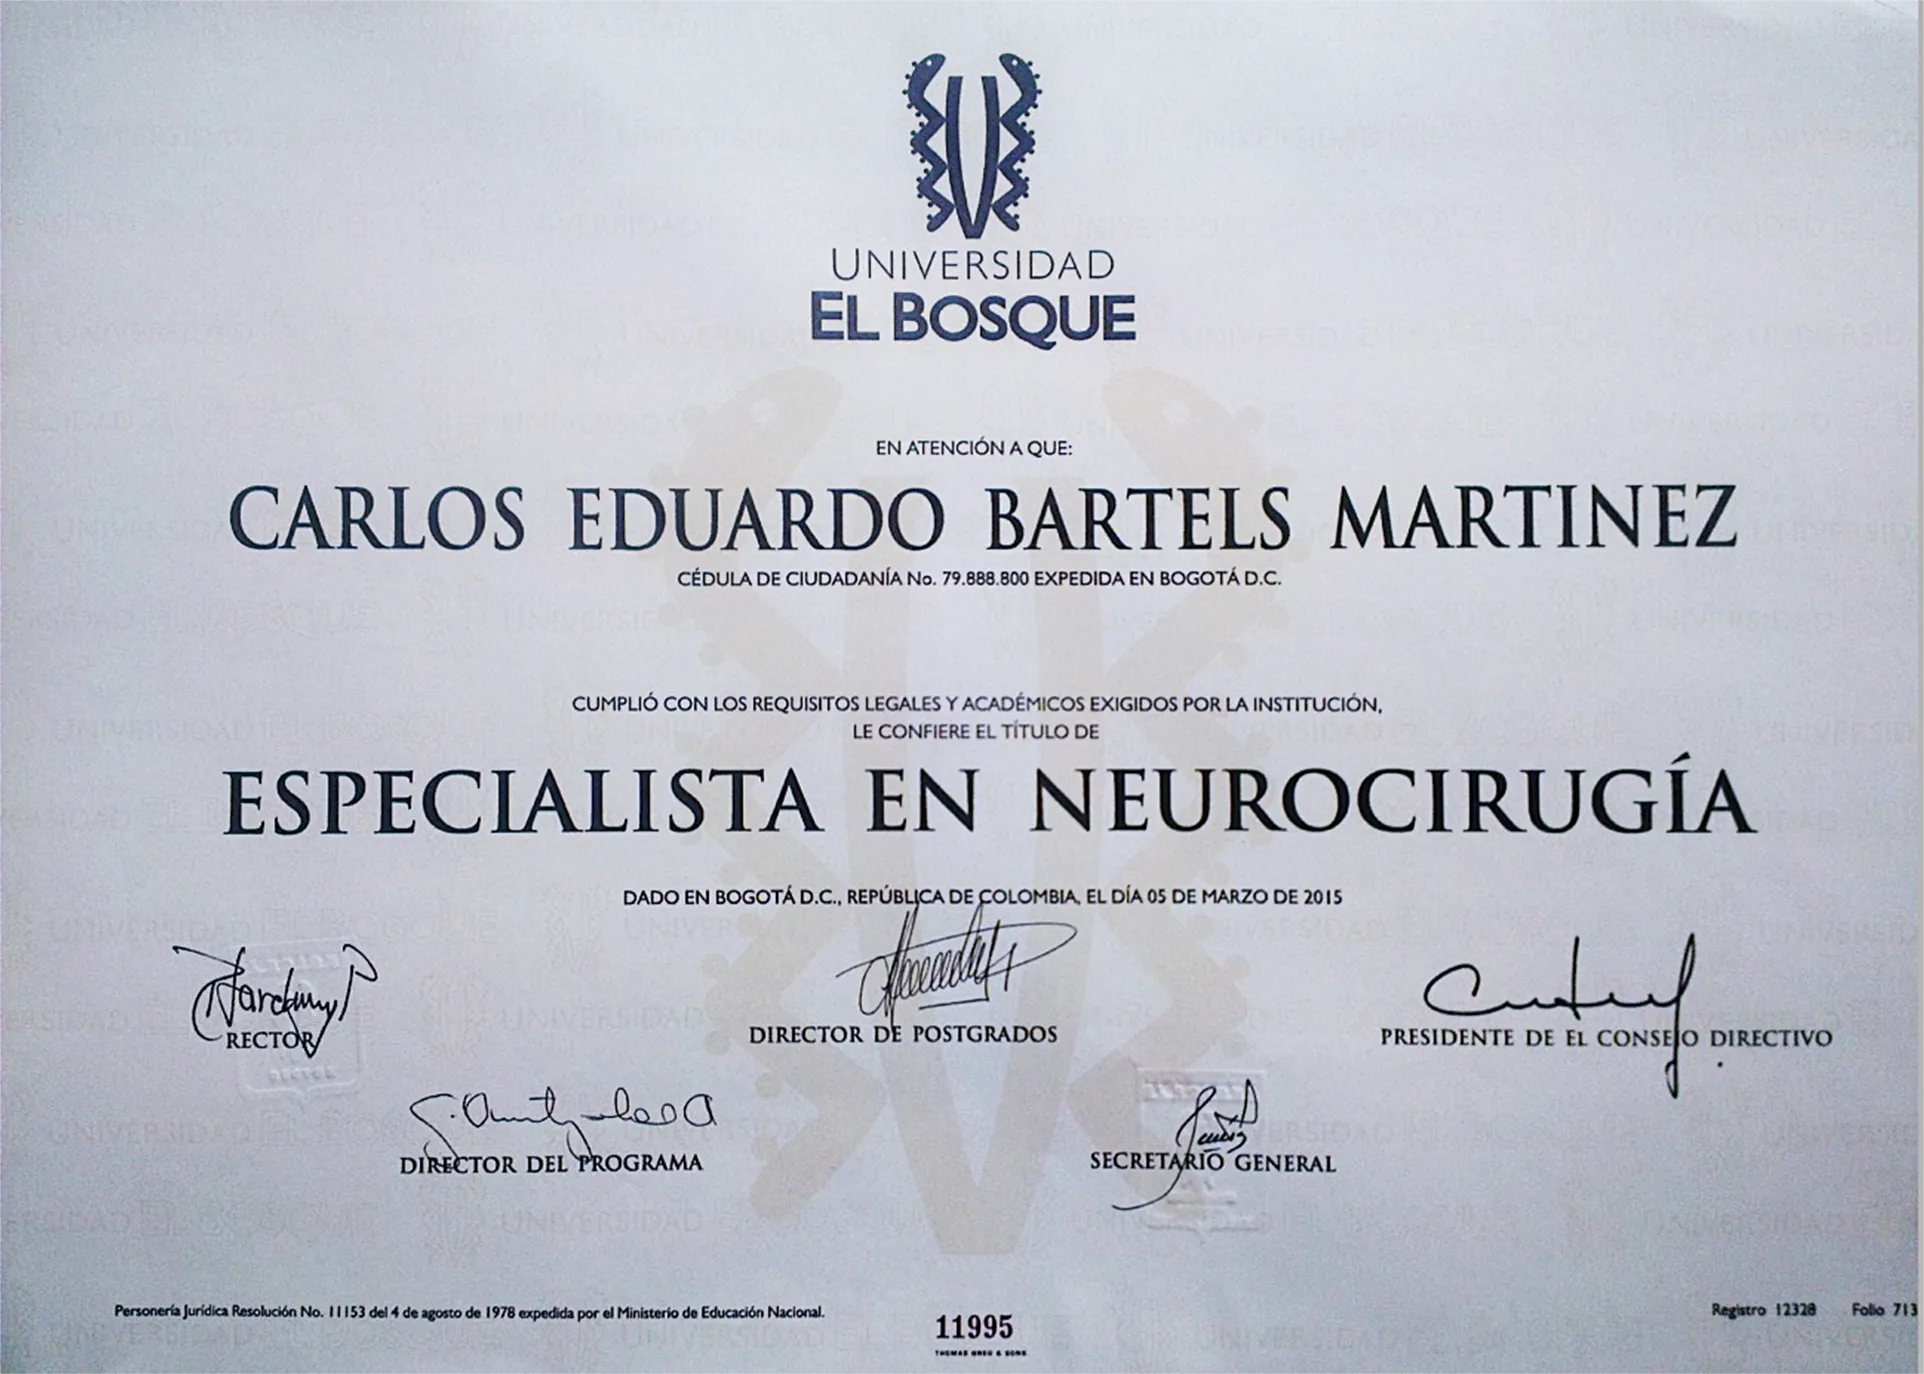 UNIVERSIDAD
EL BOSQUE
EN ATENCIÓN A QUE:
CARLOS EDUARDO BARTELS MARTINEZ
CÉDULA DE CIUDADANÍA No. 79.888.800 EXPEDIDA EN BOGOTÁ D.C.
CUMPLIÓ CON LOS REQUISITOS LEGALES Y ACADÉMICOS EXIGIDOS POR LA INSTITUCIÓN,
LE CONFIERE EL TÍTULO DE
ESPECIALISTA EN NEUROCIRUGÍA
DADO EN BOGOTÁ D.C., REPÚBLICA DE COLOMBIA, EL DÍA 05 DE MARZO DE 2015
RECTOR
DIRECTOR DE POSTGRADOS
PRESIDENTE DE EL CONSEJO DIRECTIVO
DIRECTOR DEL PROGRAMA
SECRETARIO GENERAL
Personería Jurídica Resolución No. 11153 del 4 de agosto de 1978 expedida por el Ministerio de Educación Nacional.
11995
THOMAS GREG & SONS
Registro 12328 Folio 713